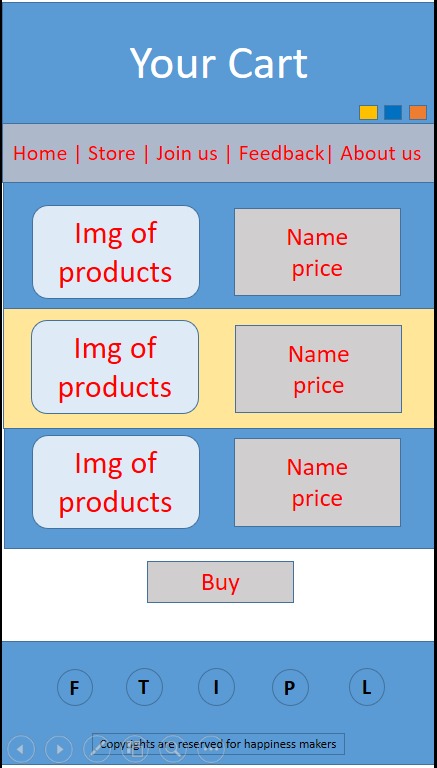 Your Cart
Home | Store | Join us | Feedback| About us
Img of
products
Name
price
Img of
products
Name
price
Img of
products
Name
price
Buy
F T I P L
Copyrights are reserved for happiness makers